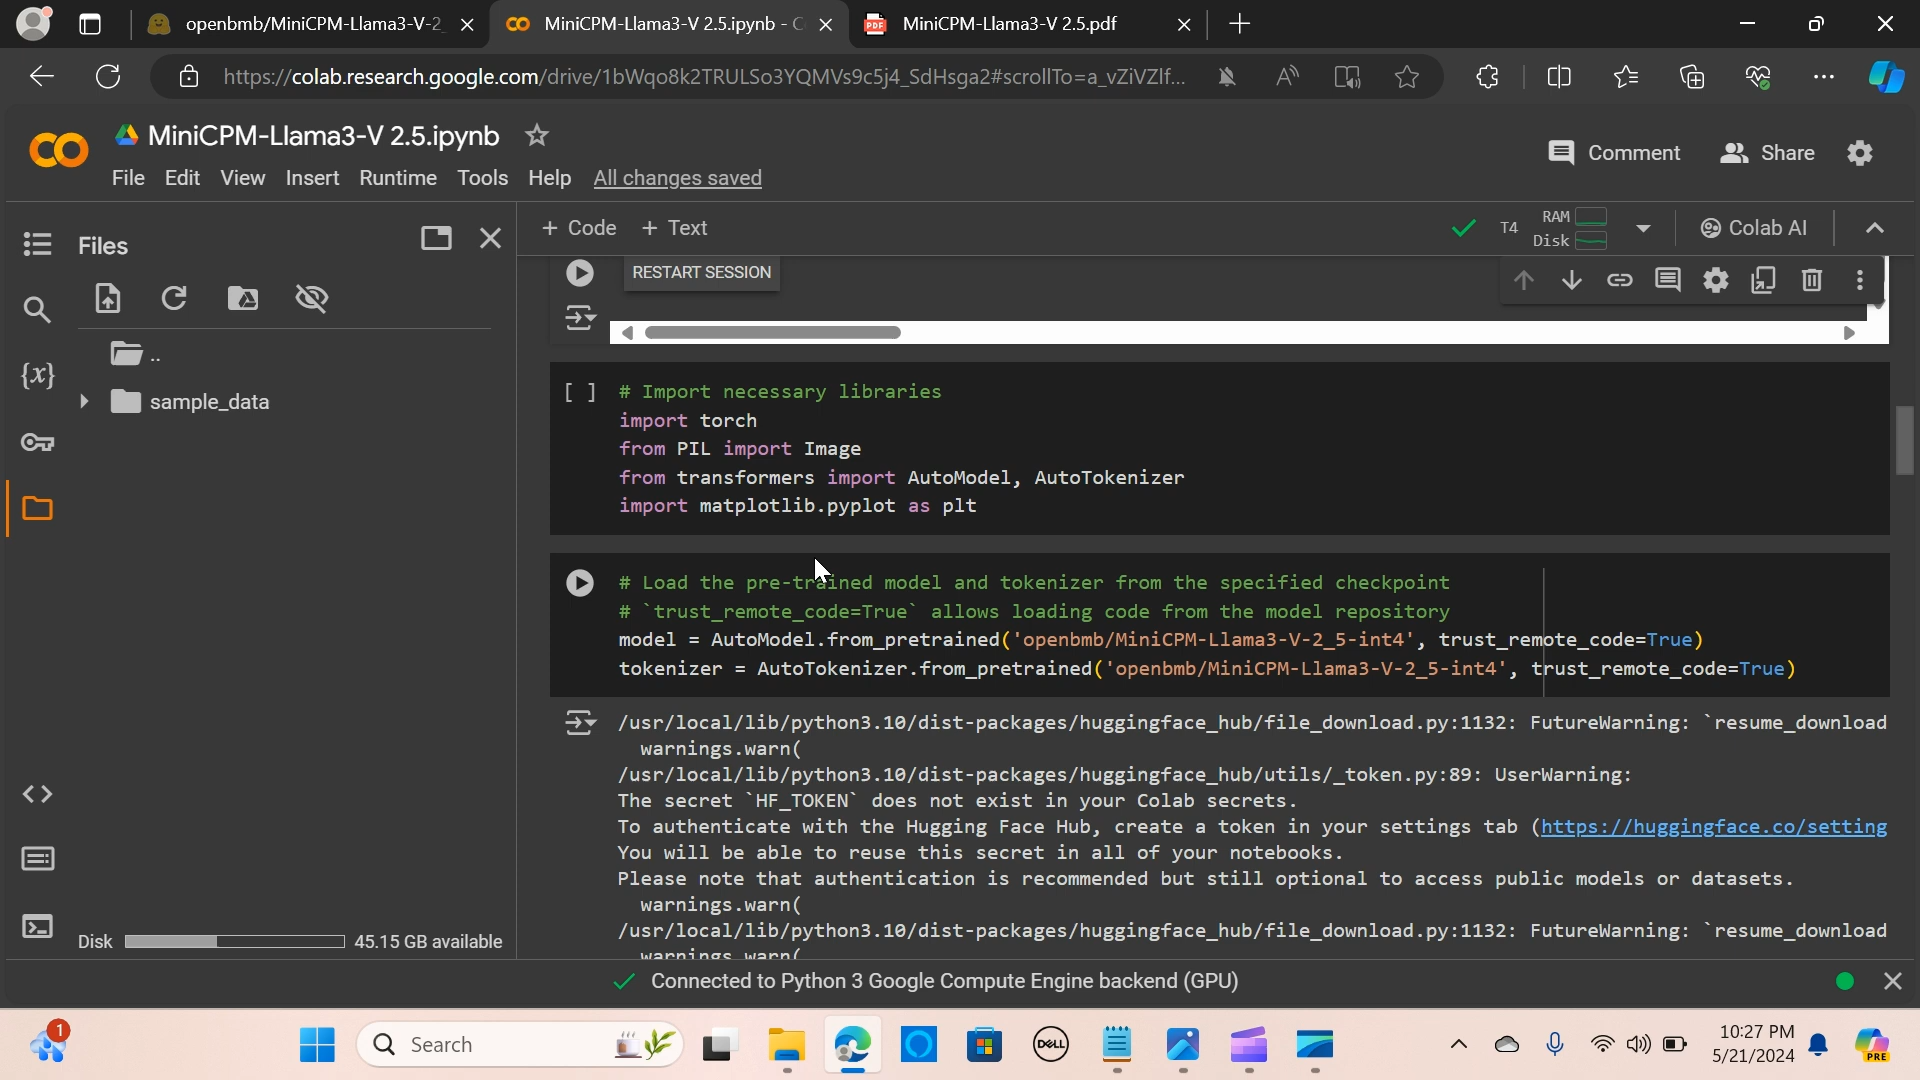 openbmb/MiniCPM-Llama3-V-2_
MiniCPM-Llama3-V 2.5.ipynb - C
MiniCPM-Llama3-V 2.5.pdf
https://colab.research.google.com/drive/1bWqo8k2TRULSo3YQMVs9c5j4_SdHsga2#scrollTo=a_vZiVZlf...
MiniCPM-Llama3-V 2.5.ipynb
Comment
Share
File Edit View Insert Runtime Tools Help All changes saved
Files
+ Code + Text
T4
RAM
Disk
Colab AI
RESTART SESSION
..
sample_data
{x}
[ ] # Import necessary libraries
import torch
from PIL import Image
from transformers import AutoModel, AutoTokenizer
import matplotlib.pyplot as plt
# Load the pre-trained model and tokenizer from the specified checkpoint
# `trust_remote_code=True` allows loading code from the model repository
model = AutoModel.from_pretrained('openbmb/MiniCPM-Llama3-V-2_5-int4', trust_remote_code=True)
tokenizer = AutoTokenizer.from_pretrained('openbmb/MiniCPM-Llama3-V-2_5-int4', trust_remote_code=True)
/usr/local/lib/python3.10/dist-packages/huggingface_hub/file_download.py:1132: FutureWarning: `resume_download
warnings.warn(
/usr/local/lib/python3.10/dist-packages/huggingface_hub/utils/_token.py:89: UserWarning:
The secret `HF_TOKEN` does not exist in your Colab secrets.
To authenticate with the Hugging Face Hub, create a token in your settings tab (https://huggingface.co/setting
You will be able to reuse this secret in all of your notebooks.
Please note that authentication is recommended but still optional to access public models or datasets.
warnings.warn(
/usr/local/lib/python3.10/dist-packages/huggingface_hub/file_download.py:1132: FutureWarning: `resume_download
warnings.warn(
Disk 45.15 GB available
Connected to Python 3 Google Compute Engine backend (GPU)
1
Search
DELL
10:27 PM
5/21/2024
PRE